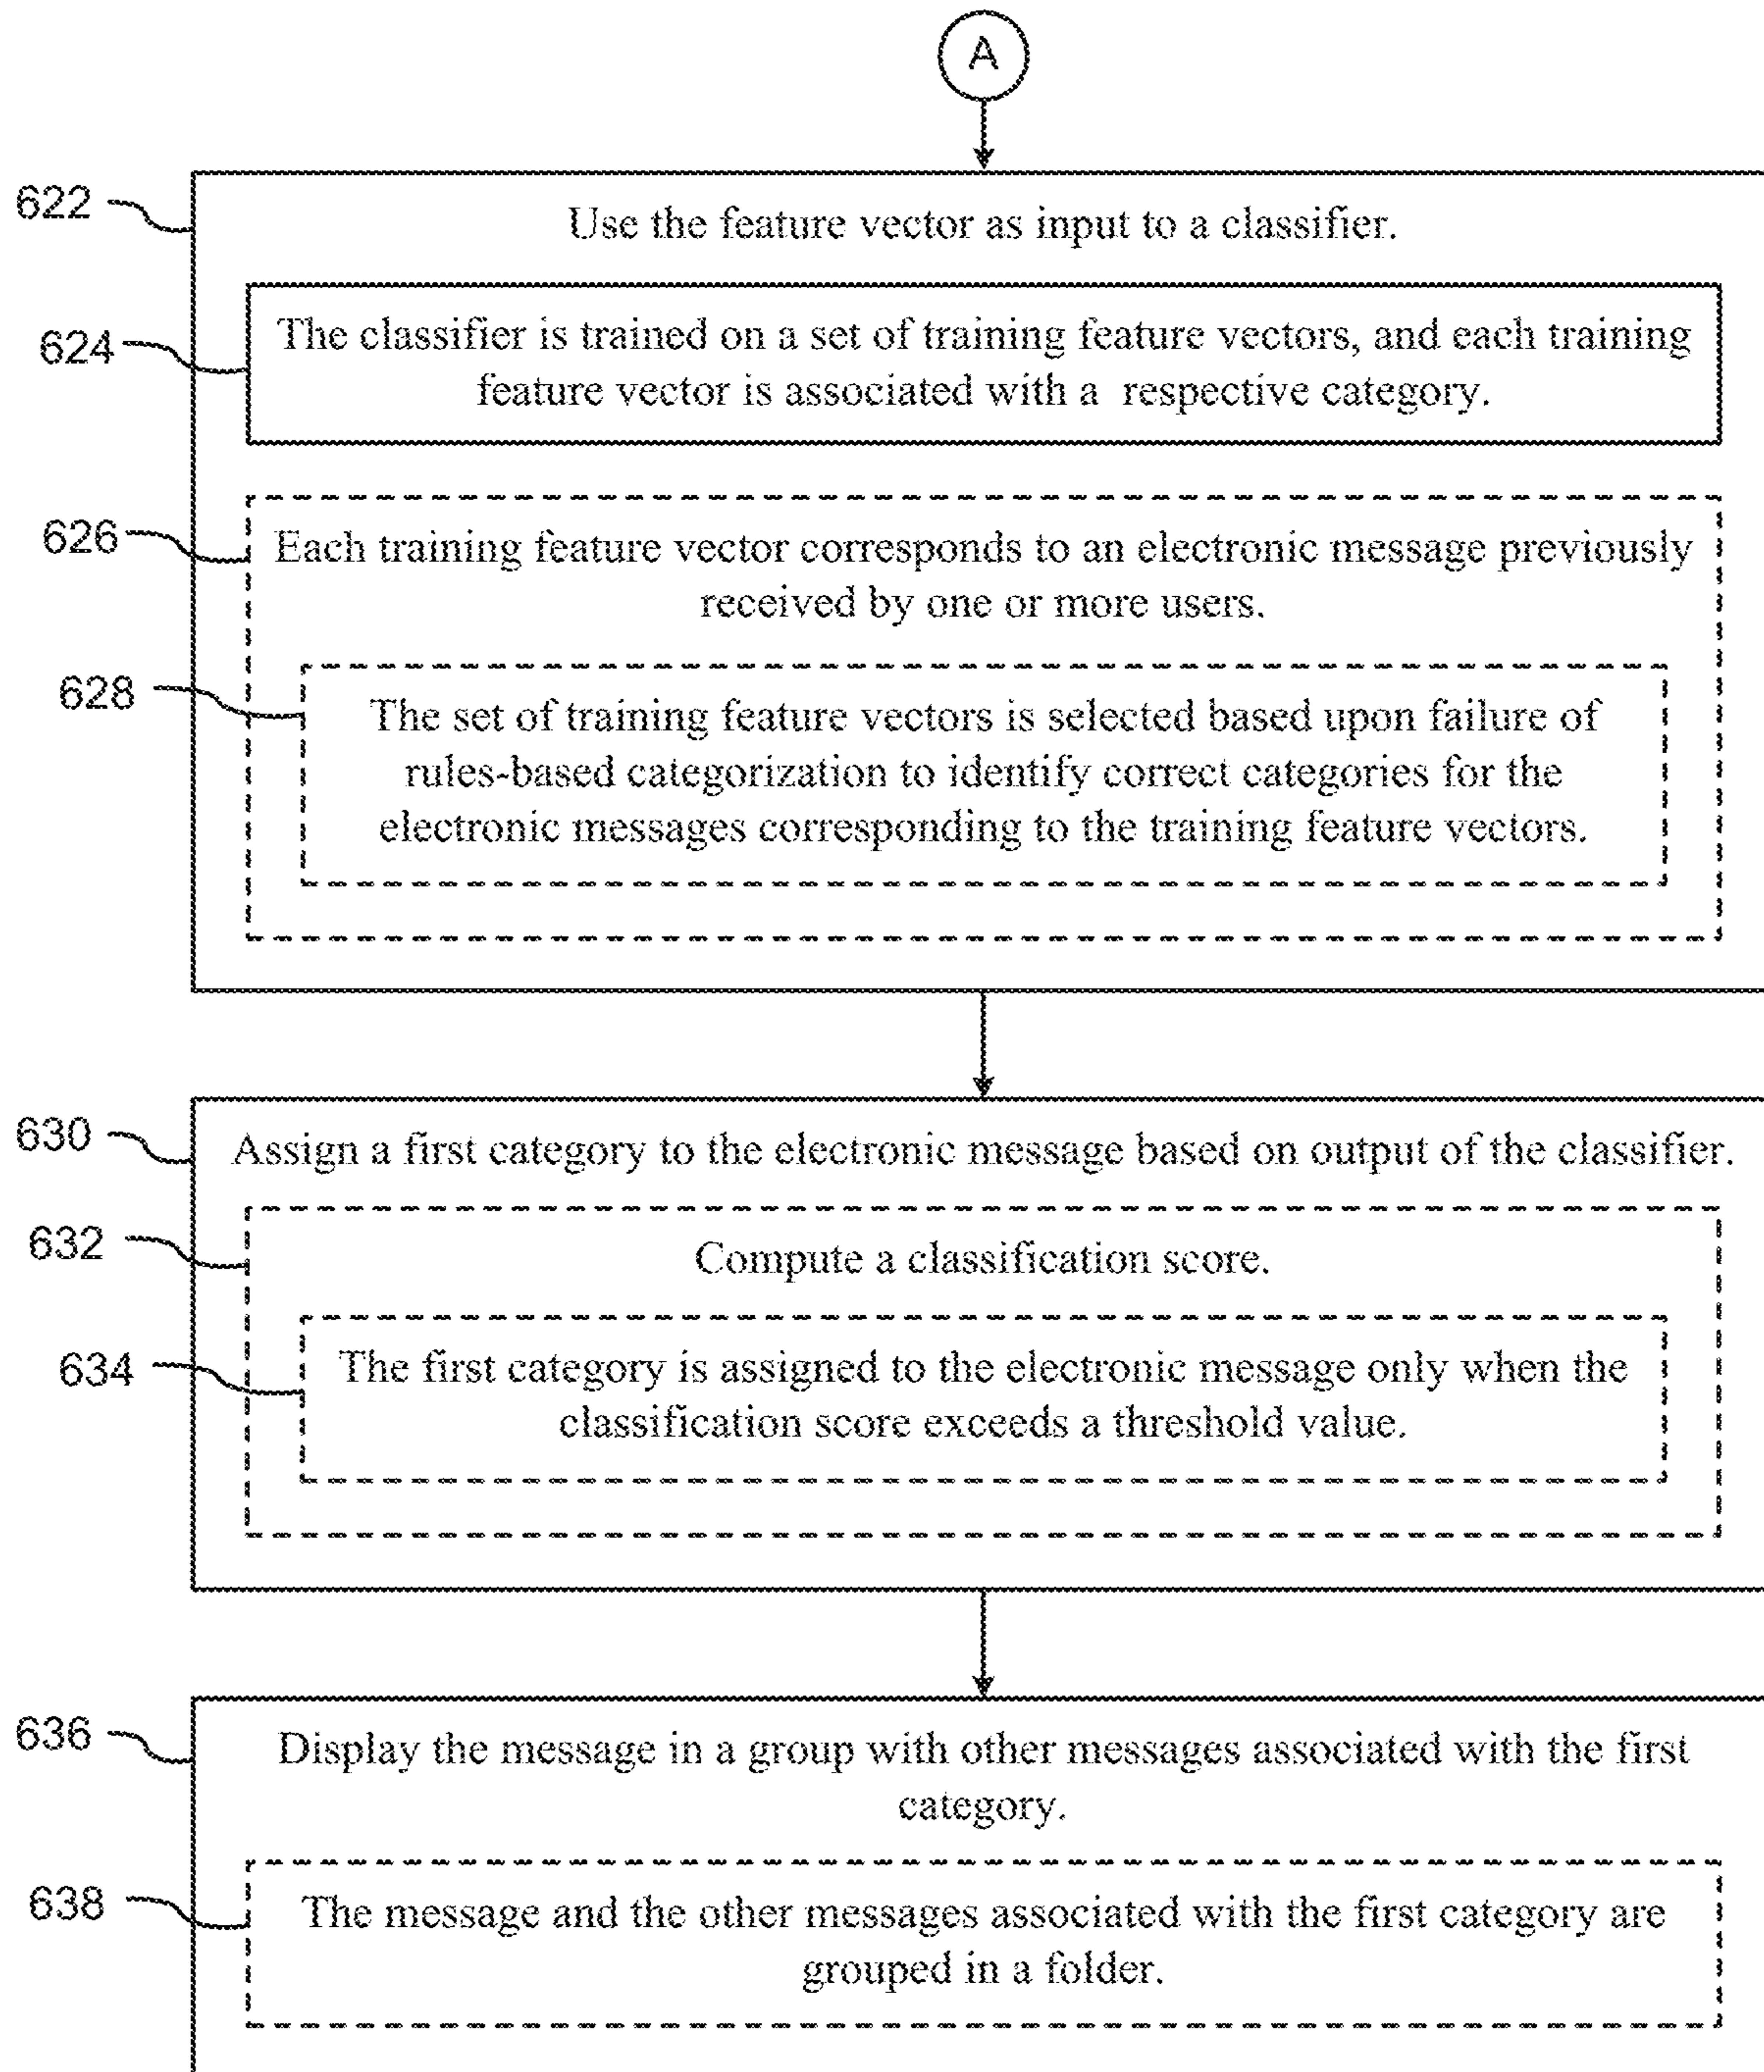 A
622
Use the feature vector as input to a classifier.
624
The classifier is trained on a set of training feature vectors, and each training
feature vector is associated with a respective category.
626
Each training feature vector corresponds to an electronic message previously
received by one or more users.
628
The set of training feature vectors is selected based upon failure of
rules-based categorization to identify correct categories for the
electronic messages corresponding to the training feature vectors.
630
Assign a first category to the electronic message based on output of the classifier.
632
Compute a classification score.
634
The first category is assigned to the electronic message only when the
classification score exceeds a threshold value.
636
Display the message in a group with other messages associated with the first
category.
638
The message and the other messages associated with the first category are
grouped in a folder.